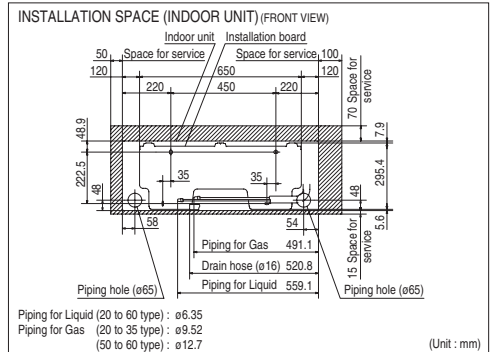 INSTALLATION SPACE (INDOOR UNIT) (FRONT VIEW)
Indoor unit Installation board
50 Space for service Space for service 100
120 650 120
220 450 220
70 Space for service
48.9
7.9
222.5
35 35
295.4
48
48
58 54
5.6
15 Space for service
Piping for Gas 491.1
Drain hose (ø16) 520.8
Piping for Liquid 559.1
Piping hole (ø65) Piping hole (ø65)
Piping for Liquid (20 to 60 type) : ø6.35
Piping for Gas (20 to 35 type) : ø9.52
(50 to 60 type) : ø12.7 (Unit : mm)